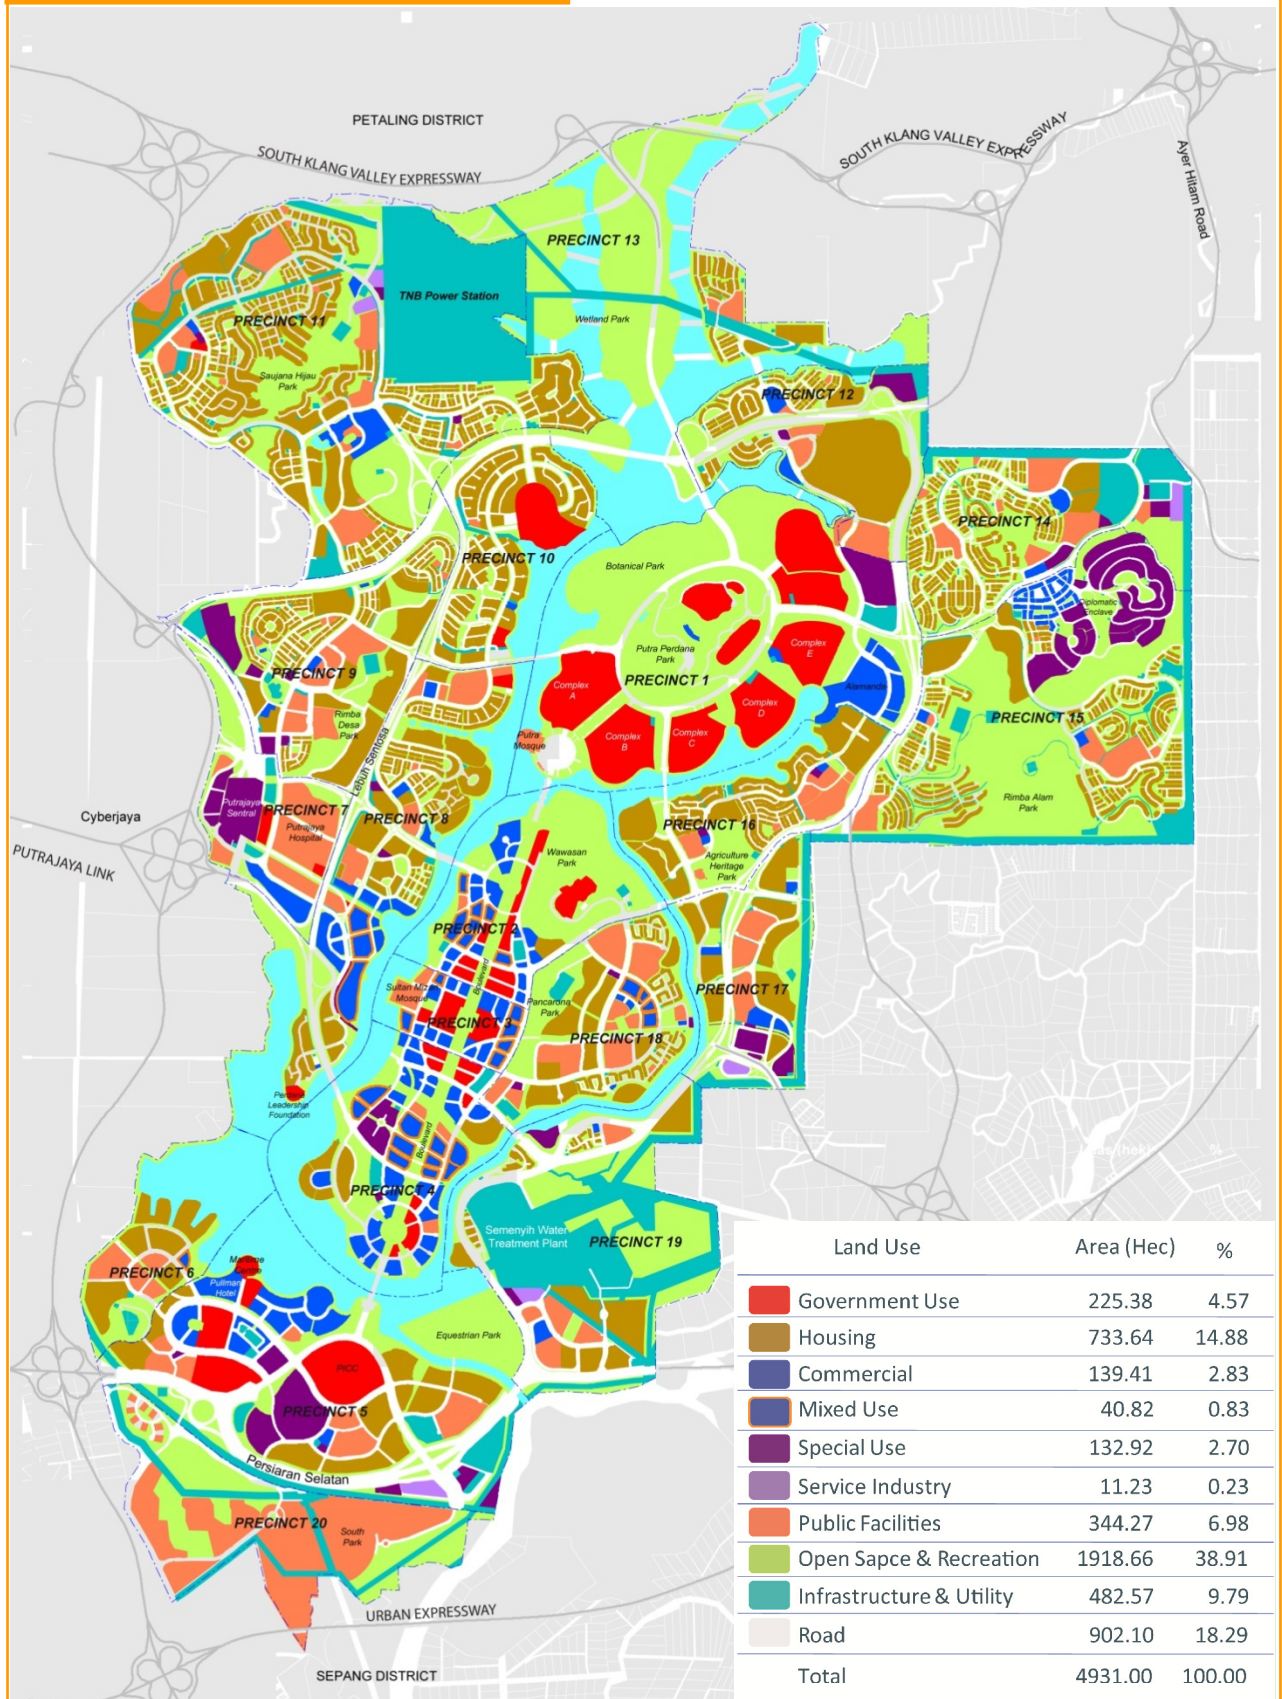 PETALING DISTRICT
SOUTH KLANG VALLEY EXPRESSWAY
SOUTH KLANG VALLEY EXPRESSWAY
Ayer Hitam Road
PRECINCT 13
TNB Power Station
Wetland Park
PRECINCT 11
Saujana Hijau
Park
PRECINCT 12
PRECINCT 14
PRECINCT 10
Botanical Park
Diplomatic
Enclave
Putra Perdana
Park
Complex
E
PRECINCT 9
PRECINCT 1
Complex
A
Alamanda
Complex
D
Rimba
Desa
Park
PRECINCT 15
Putra
Mosque
Complex
B
Complex
C
Lebuh Sentosa
Putrajaya
Sentral
PRECINCT 7
Cyberjaya
PRECINCT 8
Putrajaya
Hospital
PRECINCT 16
Rimba Alam
Park
PUTRAJAYA LINK
Wawasan
Park
Agriculture
Heritage
Park
PRECINCT 2
Boulevard
Sultan Mizan
Mosque
Pancarona
Park
PRECINCT 17
PRECINCT 3
PRECINCT 18
Perdana
Leadership
Foundation
Boulevard
PRECINCT 4
Semenyih Water
Treatment Plant
PRECINCT 19
Maritime
Centre
PRECINCT 6
Pullman
Hotel
Equestrian Park
PICC
PRECINCT 5
Persiaran Selatan
PRECINCT 20
South
Park
URBAN EXPRESSWAY
SEPANG DISTRICT
%
Land Use Area (Hec) %
Government Use 225.38 4.57
Housing 733.64 14.88
Commercial 139.41 2.83
Mixed Use 40.82 0.83
Special Use 132.92 2.70
Service Industry 11.23 0.23
Public Facilities 344.27 6.98
Open Sapce & Recreation 1918.66 38.91
Infrastructure & Utility 482.57 9.79
Road 902.10 18.29
Total 4931.00 100.00